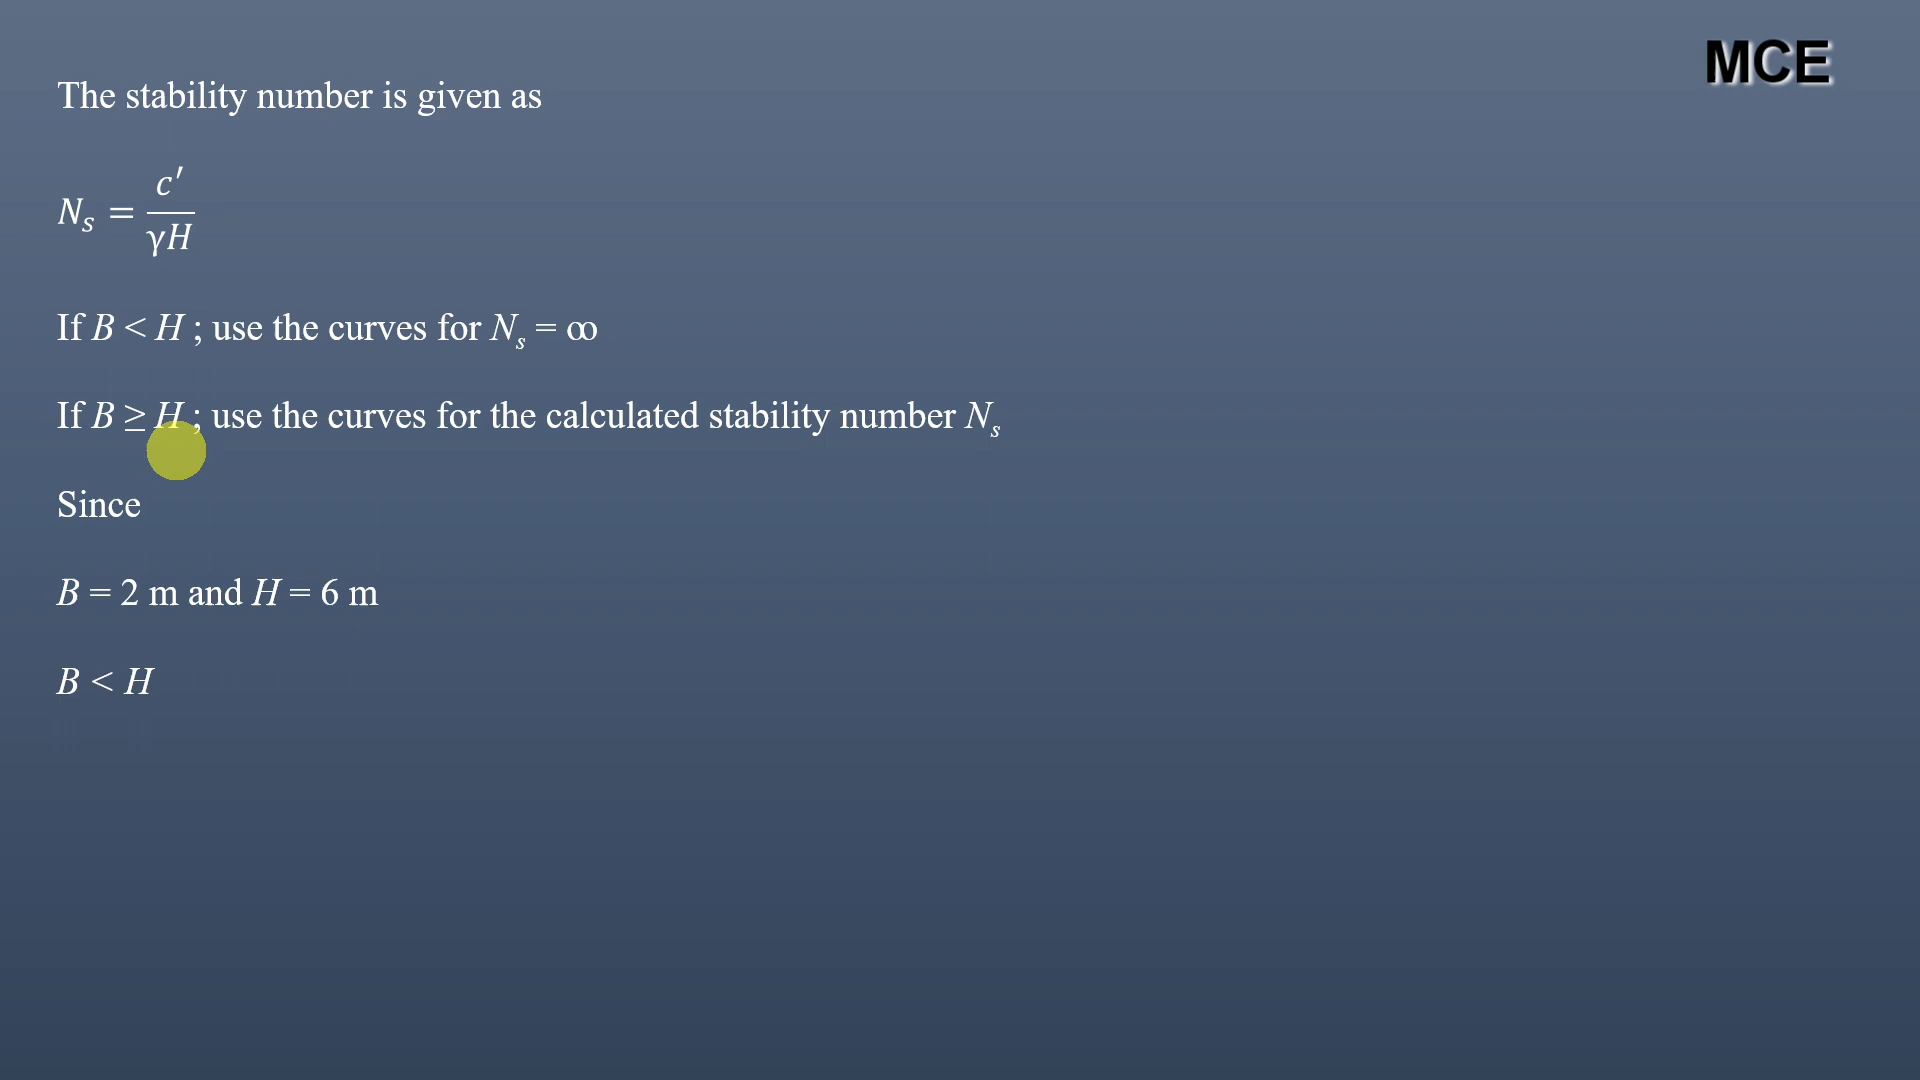 MCE
The stability number is given as
N_s = c′ / γH
If B < H ; use the curves for N_s = ∞
If B ≥ H ; use the curves for the calculated stability number N_s
Since
B = 2 m and H = 6 m
B < H